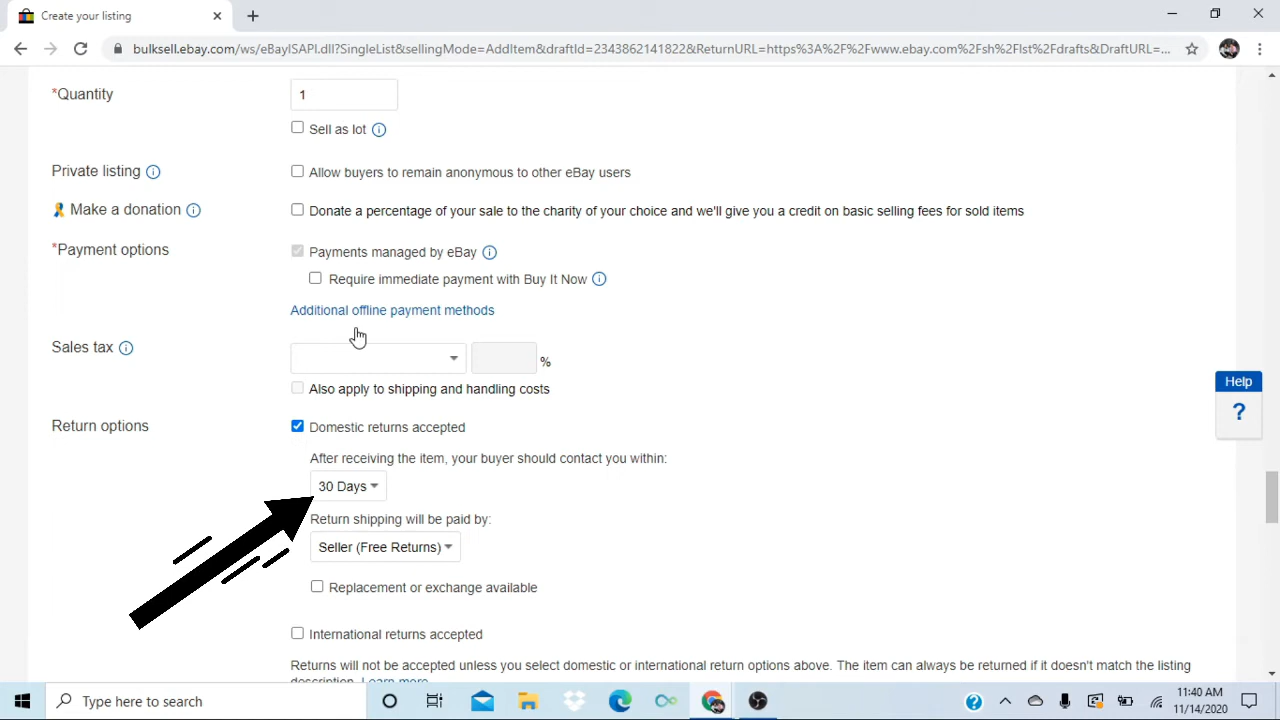 Create your listing
bulksell.ebay.com/ws/eBayISAPI.dll?SingleList&sellingMode=AddItem&draftId=2343862141822&ReturnURL=https%3A%2F%2Fwww.ebay.com%2Fsh%2Flst%2Fdrafts&DraftURL=...
*Quantity
1
Sell as lot
Private listing
Allow buyers to remain anonymous to other eBay users
Make a donation
Donate a percentage of your sale to the charity of your choice and we'll give you a credit on basic selling fees for sold items
*Payment options
Payments managed by eBay
Require immediate payment with Buy It Now
Additional offline payment methods
Sales tax
%
Also apply to shipping and handling costs
Help
?
Return options
Domestic returns accepted
After receiving the item, your buyer should contact you within:
30 Days
Return shipping will be paid by:
Seller (Free Returns)
Replacement or exchange available
International returns accepted
Returns will not be accepted unless you select domestic or international return options above. The item can always be returned if it doesn't match the listing
description. Learn more
Type here to search
11:40 AM
11/14/2020